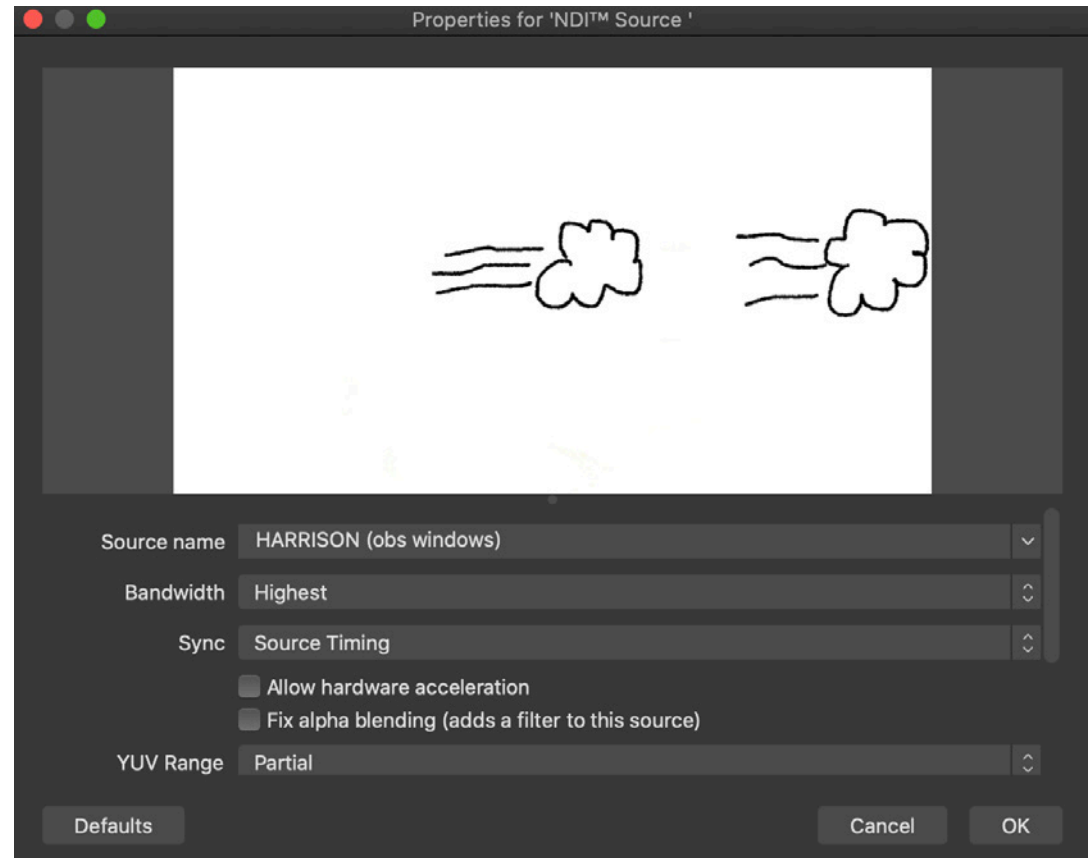 Properties for 'NDI™ Source '
Source name HARRISON (obs windows)
Bandwidth Highest
Sync Source Timing
Allow hardware acceleration
Fix alpha blending (adds a filter to this source)
YUV Range Partial
Defaults Cancel OK